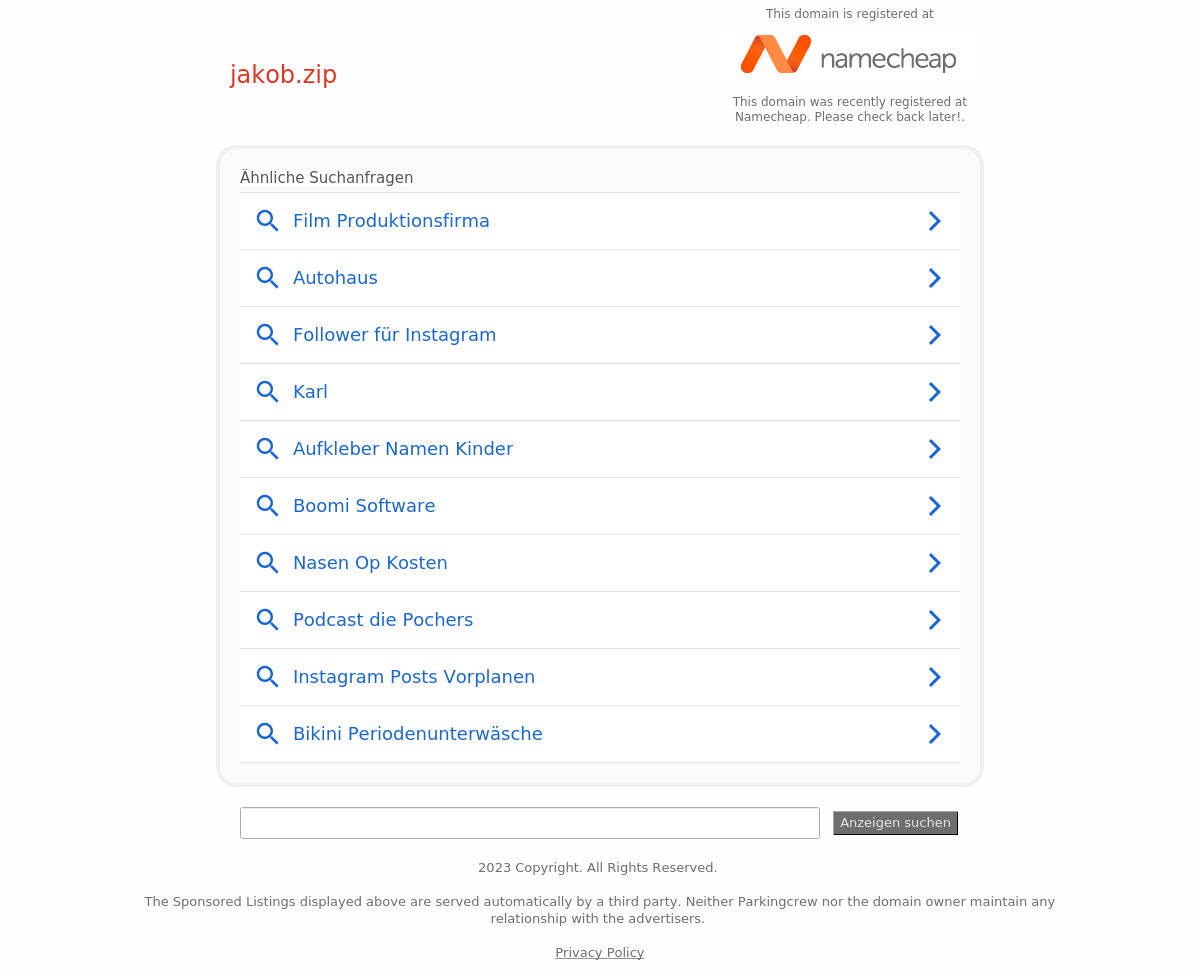 This domain is registered at
namecheap
jakob.zip
This domain was recently registered at
Namecheap. Please check back later!.
Ähnliche Suchanfragen
Film Produktionsfirma
Autohaus
Follower für Instagram
Karl
Aufkleber Namen Kinder
Boomi Software
Nasen Op Kosten
Podcast die Pochers
Instagram Posts Vorplanen
Bikini Periodenunterwäsche
Anzeigen suchen
2023 Copyright. All Rights Reserved.
The Sponsored Listings displayed above are served automatically by a third party. Neither Parkingcrew nor the domain owner maintain any
relationship with the advertisers.
Privacy Policy